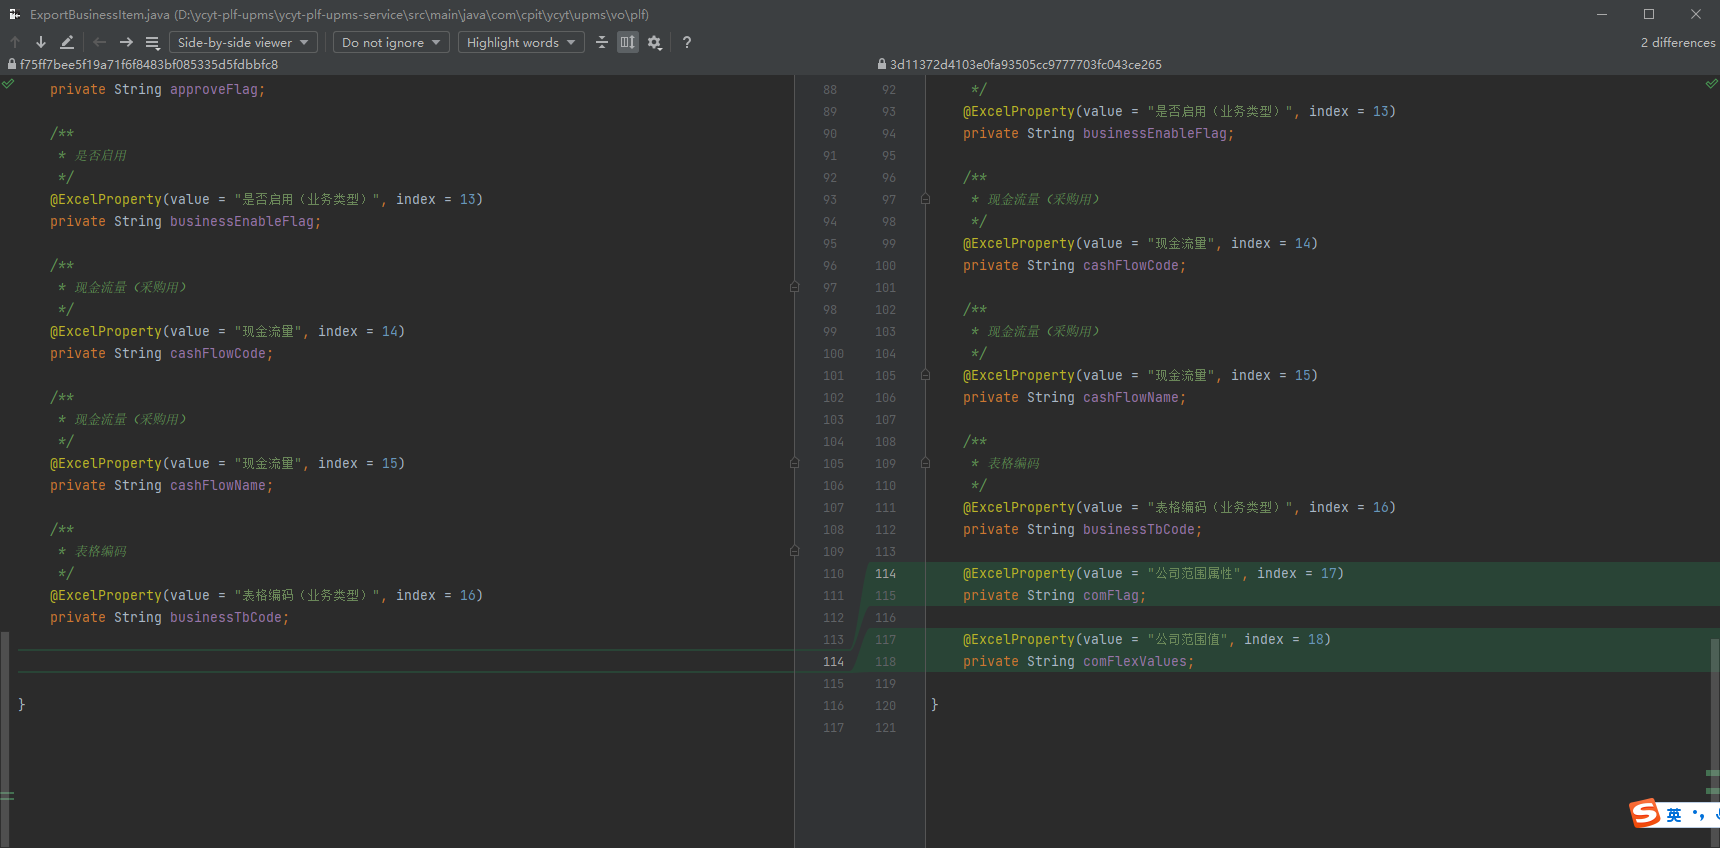 ExportBusinessItem.java (D:\ycyt-plf-upms\ycyt-plf-upms-service\src\main\java\com\cpit\ycyt\upms\vo\plf)
Side-by-side viewer
Do not ignore
Highlight words
?
2 differences
f75ff7bee5f19a71f6f8483bf085335d5fdbbfc8
3d11372d4103e0fa93505cc9777703fc043ce265
private String approveFlag;
/**
* 是否启用
*/
@ExcelProperty(value = "是否启用（业务类型）", index = 13)
private String businessEnableFlag;
/**
* 现金流量（采购用）
*/
@ExcelProperty(value = "现金流量", index = 14)
private String cashFlowCode;
/**
* 现金流量（采购用）
*/
@ExcelProperty(value = "现金流量", index = 15)
private String cashFlowName;
/**
* 表格编码
*/
@ExcelProperty(value = "表格编码（业务类型）", index = 16)
private String businessTbCode;
}
88 92
89 93
90 94
91 95
92 96
93 97
94 98
95 99
96 100
97 101
98 102
99 103
100 104
101 105
102 106
103 107
104 108
105 109
106 110
107 111
108 112
109 113
110 114
111 115
112 116
113 117
114 118
115 119
116 120
117 121
*/
@ExcelProperty(value = "是否启用（业务类型）", index = 13)
private String businessEnableFlag;
/**
* 现金流量（采购用）
*/
@ExcelProperty(value = "现金流量", index = 14)
private String cashFlowCode;
/**
* 现金流量（采购用）
*/
@ExcelProperty(value = "现金流量", index = 15)
private String cashFlowName;
/**
* 表格编码
*/
@ExcelProperty(value = "表格编码（业务类型）", index = 16)
private String businessTbCode;
@ExcelProperty(value = "公司范围属性", index = 17)
private String comFlag;
@ExcelProperty(value = "公司范围值", index = 18)
private String comFlexValues;
}
S 英